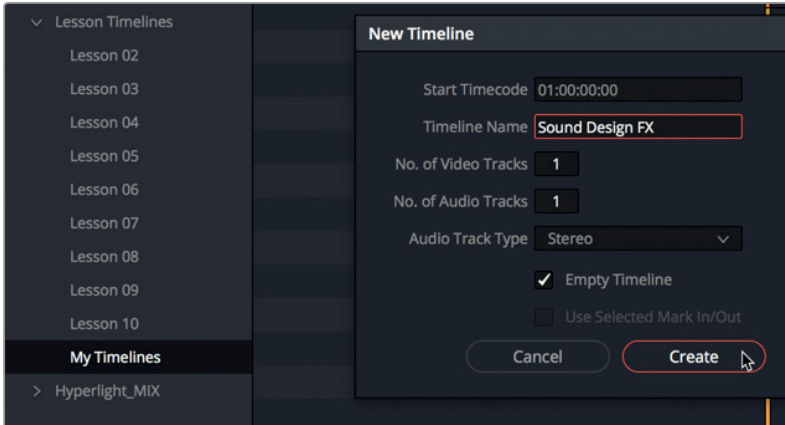 Lesson Timelines
Lesson 02
Lesson 03
Lesson 04
Lesson 05
Lesson 06
Lesson 07
Lesson 08
Lesson 09
Lesson 10
My Timelines
Hyperlight_MIX
New Timeline
Start Timecode 01:00:00:00
Timeline Name Sound Design FX
No. of Video Tracks 1
No. of Audio Tracks 1
Audio Track Type Stereo
Empty Timeline
Use Selected Mark In/Out
Cancel Create